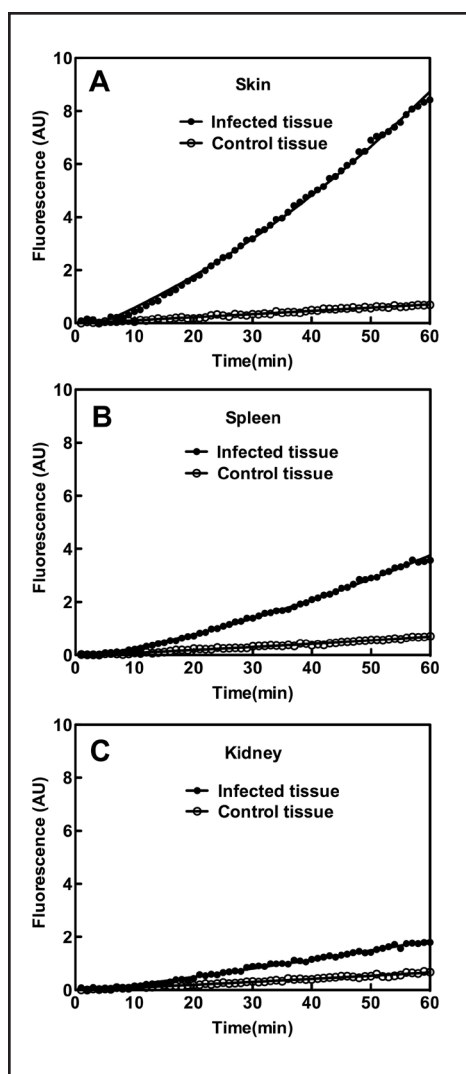 A
Skin
Infected tissue
Control tissue
Fluorescence (AU)
10
8
6
4
2
0
0 10 20 30 40 50 60
Time(min)
B
Spleen
Infected tissue
Control tissue
Fluorescence (AU)
10
8
6
4
2
0
0 10 20 30 40 50 60
Time(min)
C
Kidney
Infected tissue
Control tissue
Fluorescence (AU)
10
8
6
4
2
0
0 10 20 30 40 50 60
Time(min)